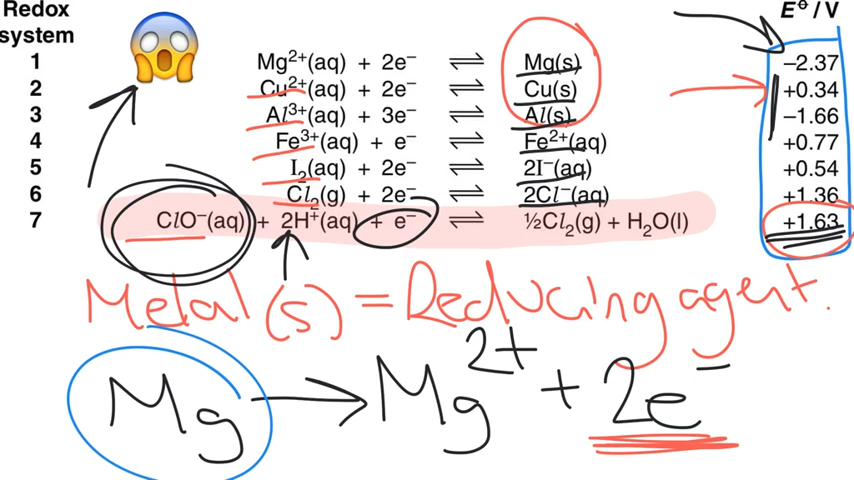 Redox E⦵ / V
system
1 Mg²⁺(aq) + 2e⁻ ⇌ Mg(s) −2.37
2 Cu²⁺(aq) + 2e⁻ ⇌ Cu(s) +0.34
3 Al³⁺(aq) + 3e⁻ ⇌ Al(s) −1.66
4 Fe³⁺(aq) + e⁻ ⇌ Fe²⁺(aq) +0.77
5 I₂(aq) + 2e⁻ ⇌ 2I⁻(aq) +0.54
6 Cl₂(g) + 2e⁻ ⇌ 2Cl⁻(aq) +1.36
7 ClO⁻(aq) + 2H⁺(aq) + e⁻ ⇌ ½Cl₂(g) + H₂O(l) +1.63
Metal(s) = Reducing agent.
Mg → Mg²⁺ + 2e⁻